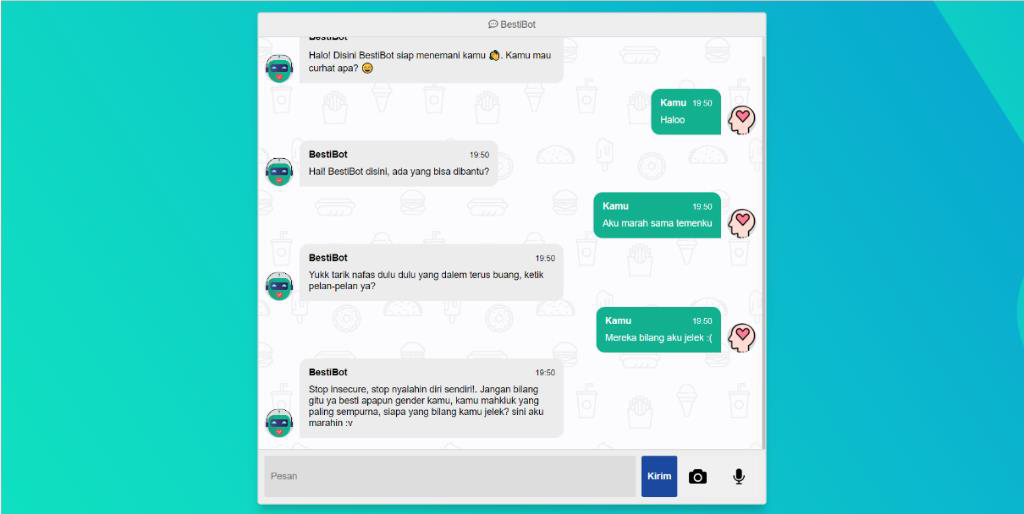 BestiBot
BestiBot
Halo! Disini BestiBot siap menemani kamu 👏. Kamu mau
curhat apa? 😅
Kamu 19:50
Haloo
BestiBot 19:50
Hai! BestiBot disini, ada yang bisa dibantu?
Kamu 19:50
Aku marah sama temenku
BestiBot 19:50
Yukk tarik nafas dulu dulu yang dalem terus buang, ketik
pelan-pelan ya?
Kamu 19:50
Mereka bilang aku jelek :(
BestiBot 19:50
Stop insecure, stop nyalahin diri sendiri!. Jangan bilang
gitu ya besti apapun gender kamu, kamu mahkluk yang
paling sempurna, siapa yang bilang kamu jelek? sini aku
marahin :v
Pesan
Kirim